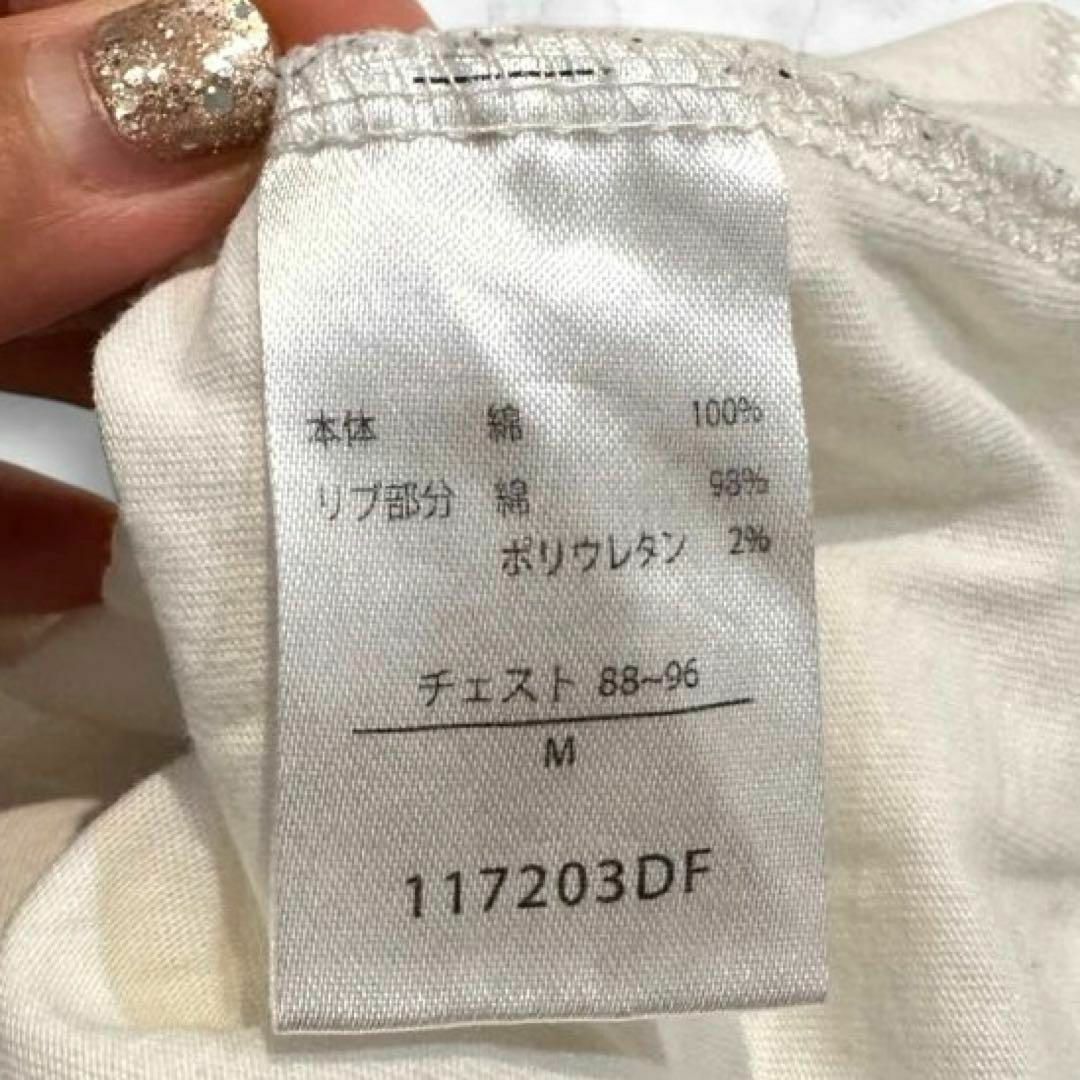 本体 綿 100%
リブ部分 綿 98%
ポリウレタン 2%
チェスト 88~96
M
117203DF